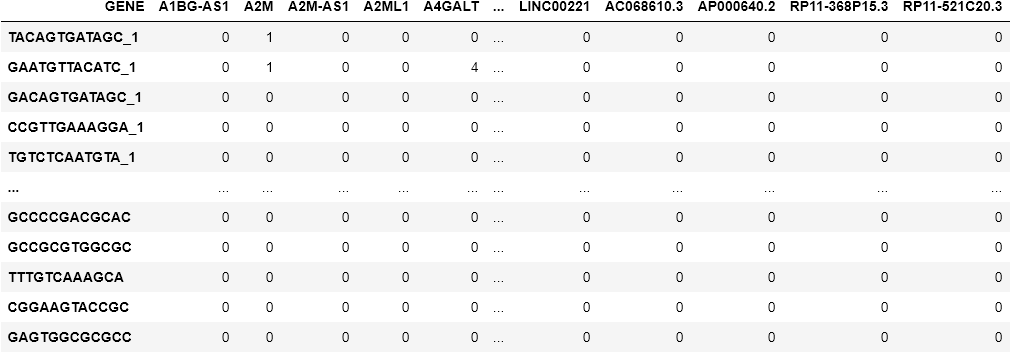 GENE A1BG-AS1 A2M A2M-AS1 A2ML1 A4GALT ... LINC00221 AC068610.3 AP000640.2 RP11-368P15.3 RP11-521C20.3
TACAGTGATAGC_1 0 1 0 0 0 ... 0 0 0 0 0
GAATGTTACATC_1 0 1 0 0 4 ... 0 0 0 0 0
GACAGTGATAGC_1 0 0 0 0 0 ... 0 0 0 0 0
CCGTTGAAAGGA_1 0 0 0 0 0 ... 0 0 0 0 0
TGTCTCAATGTA_1 0 0 0 0 0 ... 0 0 0 0 0
... ... ... ... ... ... ... ... ... ... ... ...
GCCCCGACGCAC 0 0 0 0 0 ... 0 0 0 0 0
GCCGCGTGGCGC 0 0 0 0 0 ... 0 0 0 0 0
TTTGTCAAAGCA 0 0 0 0 0 ... 0 0 0 0 0
CGGAAGTACCGC 0 0 0 0 0 ... 0 0 0 0 0
GAGTGGCGCGCC 0 0 0 0 0 ... 0 0 0 0 0